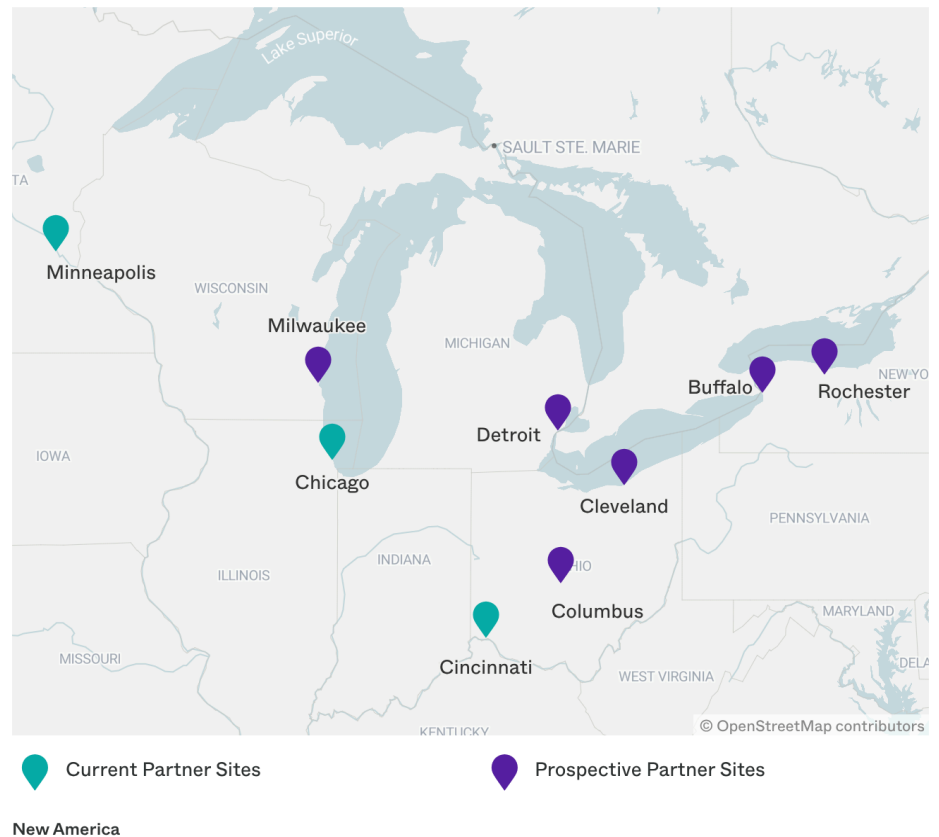 Lake Superior
SAULT STE. MARIE
TA
Minneapolis
WISCONSIN
Milwaukee
MICHIGAN
Buffalo
NEW YO
Rochester
Detroit
IOWA
Chicago
Cleveland
PENNSYLVANIA
INDIANA
HIO
ILLINOIS
Columbus
MARYLAND
Cincinnati
MISSOURI
DELA
WEST VIRGINIA
KENTUCKY
© OpenStreetMap contributors
Current Partner Sites
Prospective Partner Sites
New America